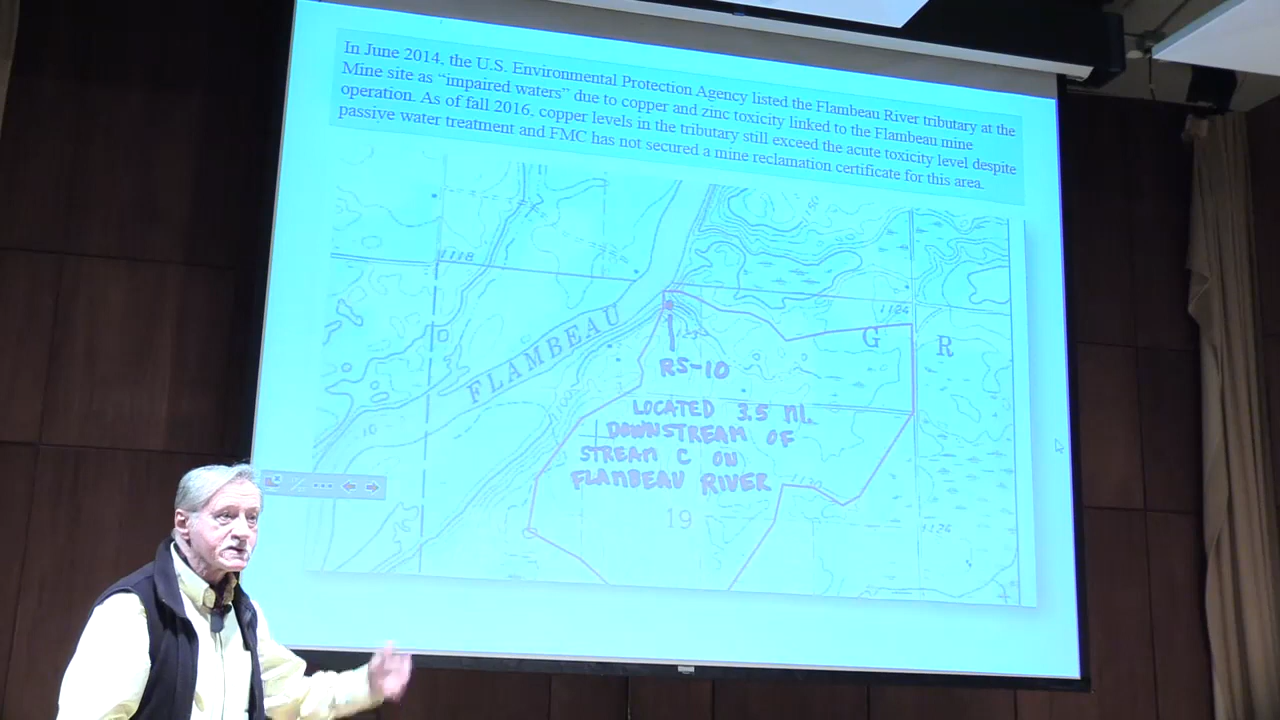 In June 2014, the U.S. Environmental Protection Agency listed the Flambeau River tributary at the
Mine site as “impaired waters” due to copper and zinc toxicity linked to the Flambeau mine
operation. As of fall 2016, copper levels in the tributary still exceed the acute toxicity level despite
passive water treatment and FMC has not secured a mine reclamation certificate for this area.
1118
1124
FLAMBEAU
G R
RS-10
LOCATED 3.5 MI.
DOWNSTREAM OF
STREAM C ON
FLAMBEAU RIVER
19
1124